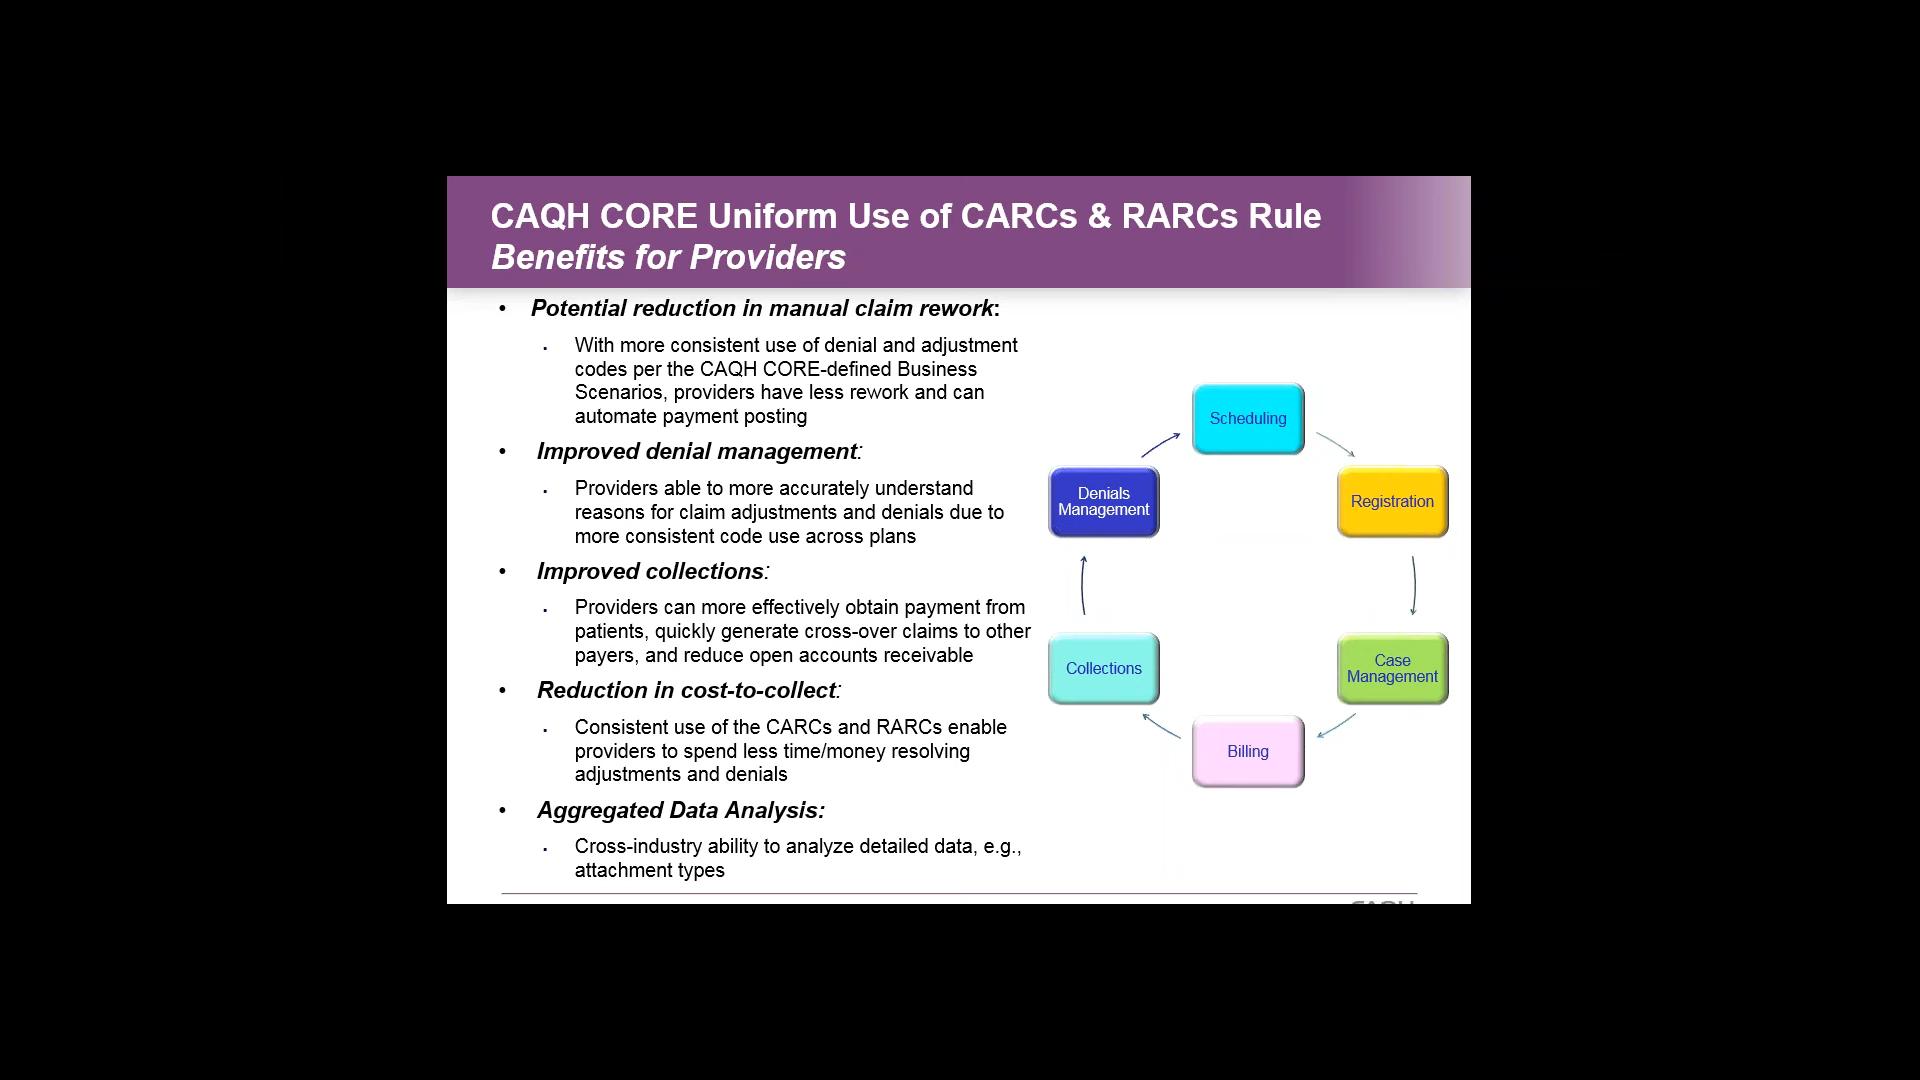 CAQH CORE Uniform Use of CARCs & RARCs Rule
Benefits for Providers
• Potential reduction in manual claim rework:
▪ With more consistent use of denial and adjustment
codes per the CAQH CORE-defined Business
Scenarios, providers have less rework and can
automate payment posting
• Improved denial management:
▪ Providers able to more accurately understand
reasons for claim adjustments and denials due to
more consistent code use across plans
• Improved collections:
▪ Providers can more effectively obtain payment from
patients, quickly generate cross-over claims to other
payers, and reduce open accounts receivable
• Reduction in cost-to-collect:
▪ Consistent use of the CARCs and RARCs enable
providers to spend less time/money resolving
adjustments and denials
• Aggregated Data Analysis:
▪ Cross-industry ability to analyze detailed data, e.g.,
attachment types
Scheduling
Registration
Case
Management
Billing
Collections
Denials
Management